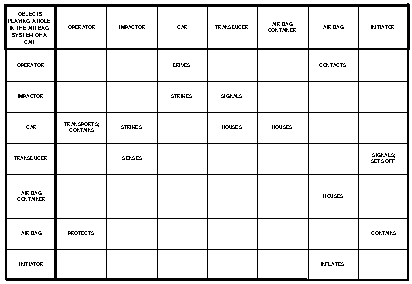 OBJECTS
PLAYING A ROLE
IN THE AIR BAG
SYSTEM OF A
CAR
OPERATOR
IMPACTOR
CAR
TRANSDUCER
AIR BAG
CONTAINER
AIR BAG
INITIATOR
OPERATOR
DRIVES
CONTACTS
IMPACTOR
STRIKES
SIGNALS
CAR
TRANSPORTS;
CONTAINS
STRIKES
HOUSES
HOUSES
TRANSDUCER
SENSES
SIGNALS;
SETS OFF
AIR BAG
CONTAINER
HOUSES
AIR BAG
PROTECTS
CONTAINS
INITIATOR
INFLATES